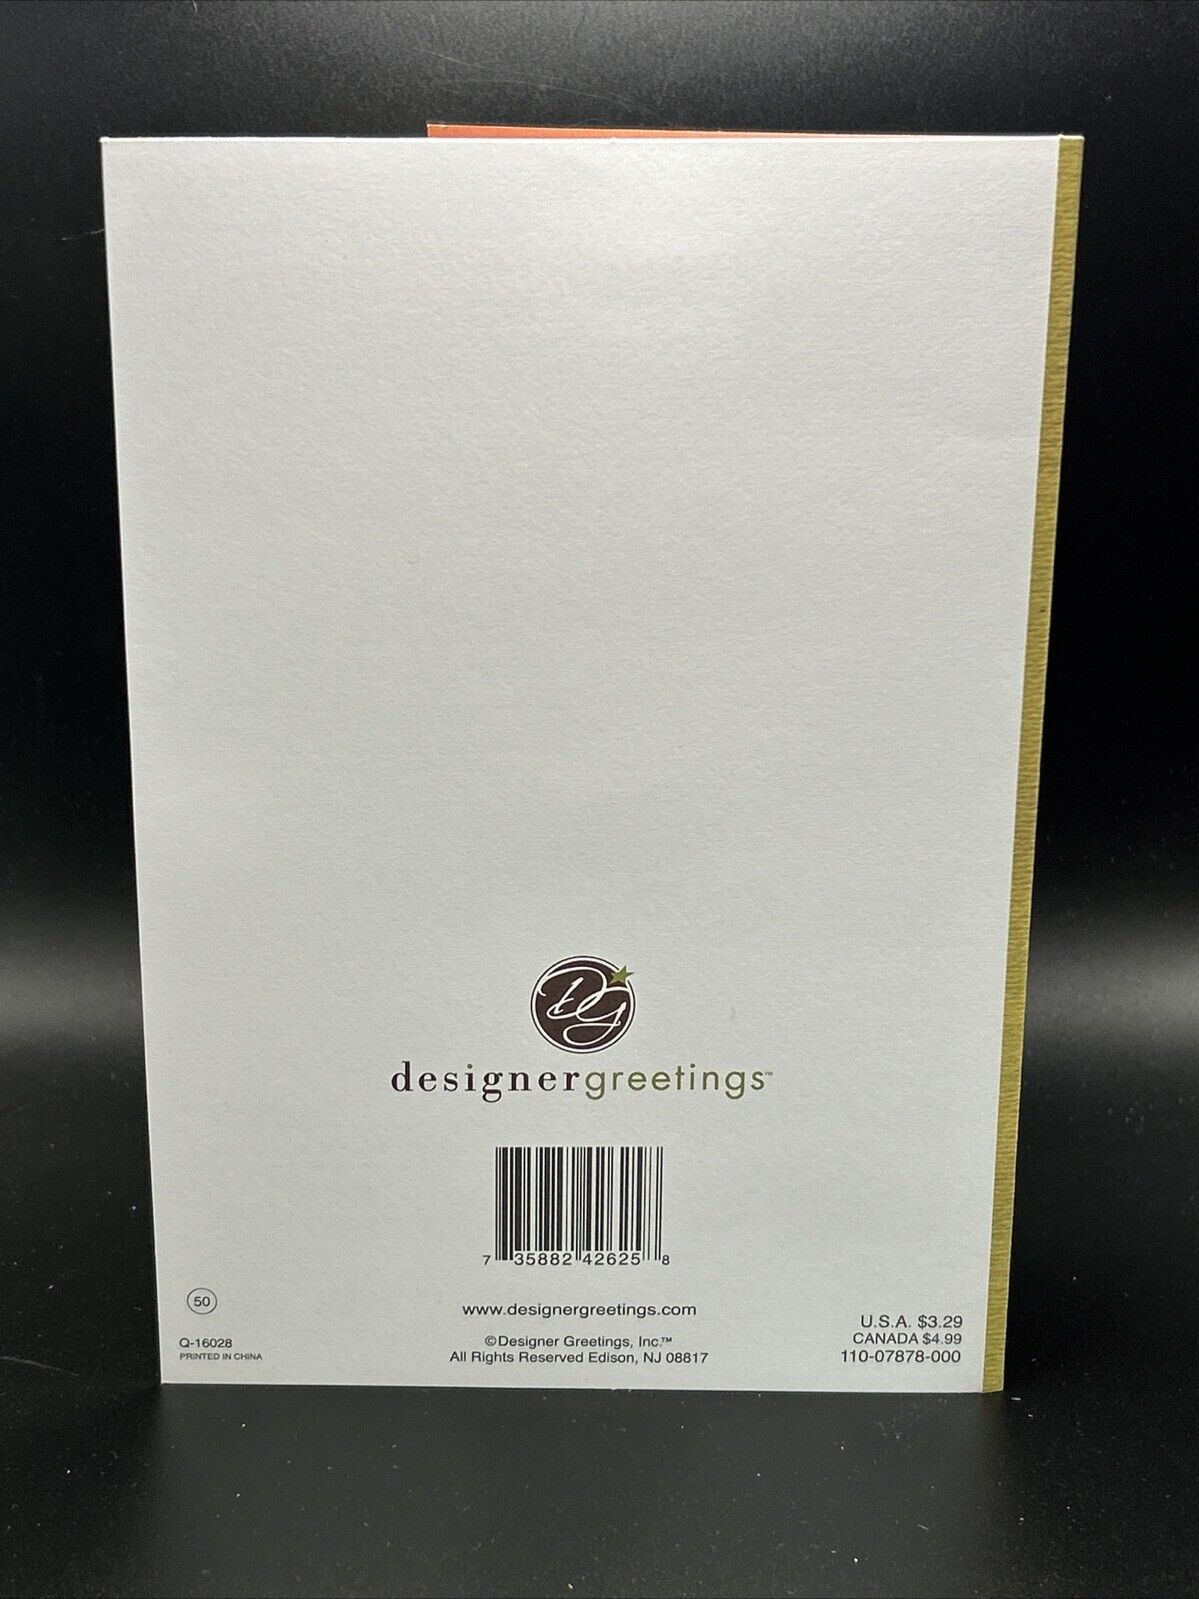 DG
designergreetings™
7 35882 42625 8
50
www.designergreetings.com
Q-16028
PRINTED IN CHINA
©Designer Greetings, Inc.™
All Rights Reserved Edison, NJ 08817
U.S.A. $3.29
CANADA $4.99
110-07878-000